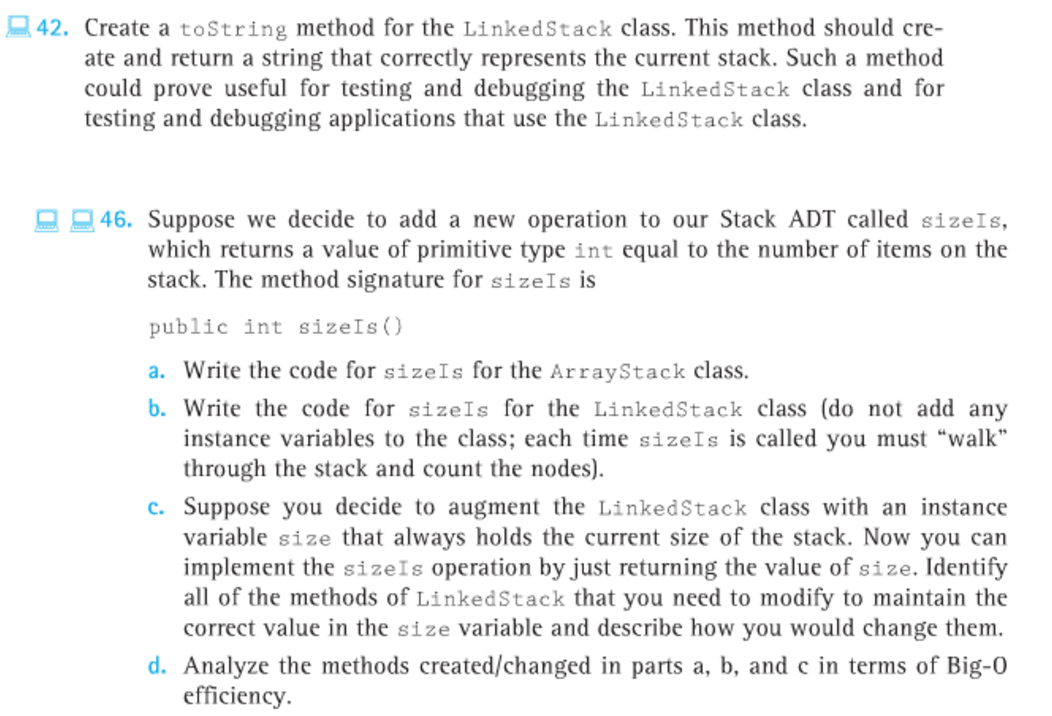 42. Create a toString method for the LinkedStack class. This method should cre-
ate and return a string that correctly represents the current stack. Such a method
could prove useful for testing and debugging the LinkedStack class and for
testing and debugging applications that use the LinkedStack class.
46. Suppose we decide to add a new operation to our Stack ADT called sizeIs,
which returns a value of primitive type int equal to the number of items on the
stack. The method signature for sizeIs is
public int sizeIs()
a. Write the code for sizeIs for the ArrayStack class.
b. Write the code for sizeIs for the LinkedStack class (do not add any
instance variables to the class; each time sizeIs is called you must “walk”
through the stack and count the nodes).
c. Suppose you decide to augment the LinkedStack class with an instance
variable size that always holds the current size of the stack. Now you can
implement the sizeIs operation by just returning the value of size. Identify
all of the methods of LinkedStack that you need to modify to maintain the
correct value in the size variable and describe how you would change them.
d. Analyze the methods created/changed in parts a, b, and c in terms of Big-O
efficiency.